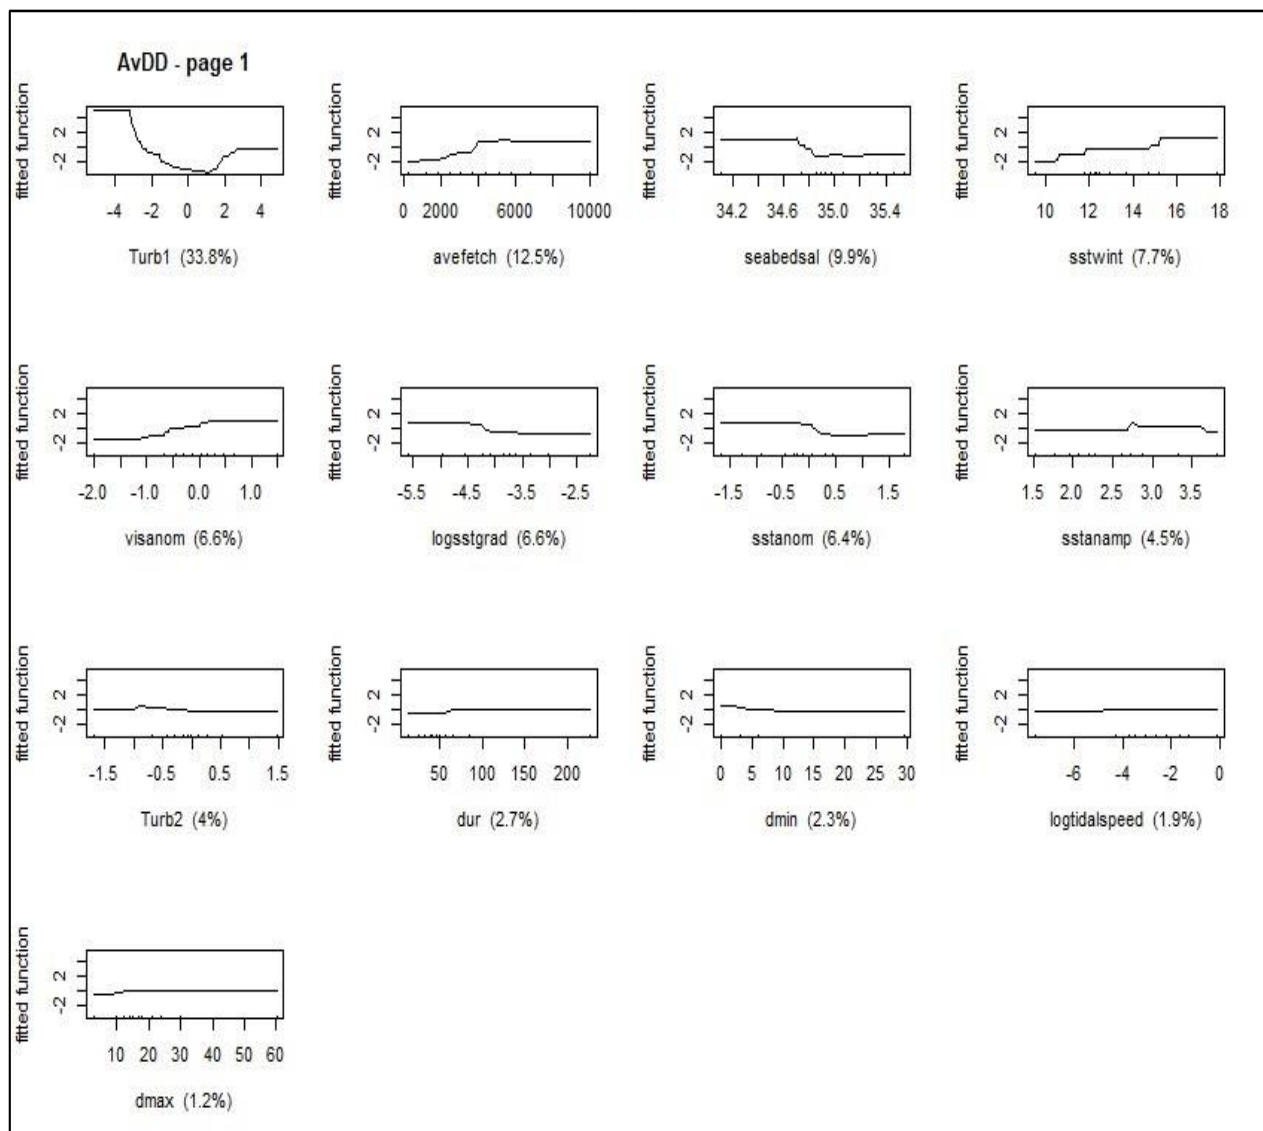 AvDD - page 1
fitted function
-2 2
-4 -2 0 2 4
Turb1 (33.8%)
fitted function
-2 2
0 2000 6000 10000
avefetch (12.5%)
fitted function
-2 2
34.2 34.6 35.0 35.4
seabedsal (9.9%)
fitted function
-2 2
10 12 14 16 18
sstwint (7.7%)
fitted function
-2 2
-2.0 -1.0 0.0 1.0
visanom (6.6%)
fitted function
-2 2
-5.5 -4.5 -3.5 -2.5
logsstgrad (6.6%)
fitted function
-2 2
-1.5 -0.5 0.5 1.5
sstanom (6.4%)
fitted function
-2 2
1.5 2.0 2.5 3.0 3.5
sstanamp (4.5%)
fitted function
-2 2
-1.5 -0.5 0.5 1.5
Turb2 (4%)
fitted function
-2 2
50 100 150 200
dur (2.7%)
fitted function
-2 2
0 5 10 15 20 25 30
dmin (2.3%)
fitted function
-2 2
-6 -4 -2 0
logtidalspeed (1.9%)
fitted function
-2 2
10 20 30 40 50 60
dmax (1.2%)